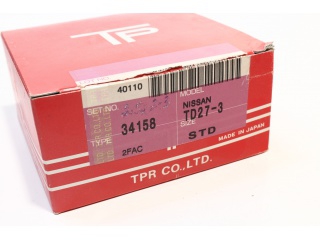 TP
40110
SET-NO.
MODEL
NISSAN
34158
TD27-3
TYPE
SIZE
2FAC
STD
MADE IN JAPAN
TPR CO.,LTD.